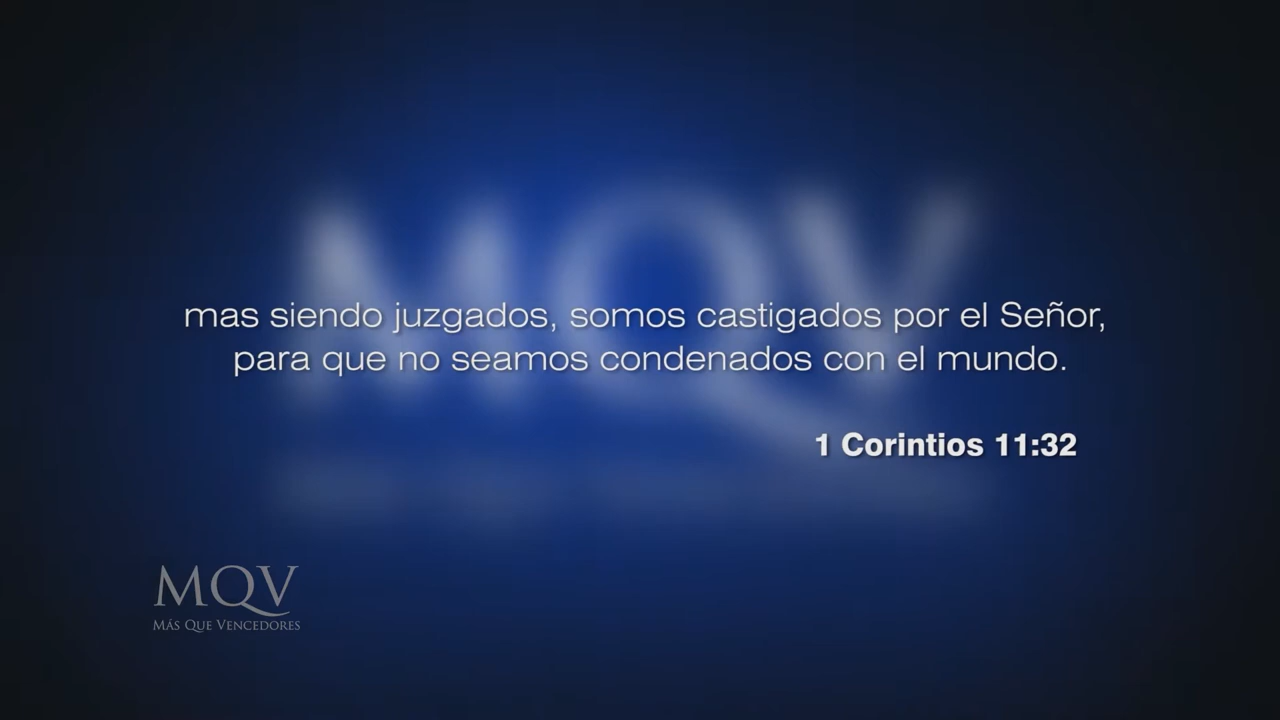 mas siendo juzgados, somos castigados por el Señor,
para que no seamos condenados con el mundo.
1 Corintios 11:32
MQV
MQV
MÁS QUE VENCEDORES